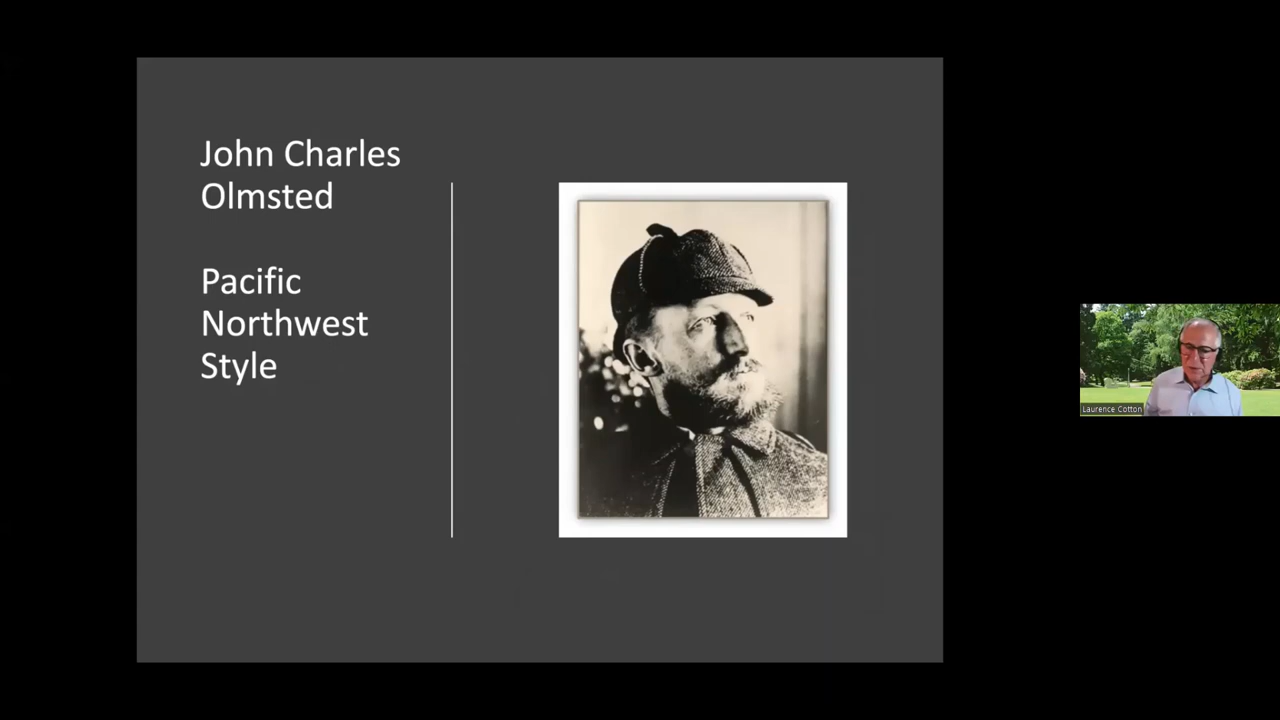 John Charles
Olmsted
Pacific
Northwest
Style
Laurence Cotton